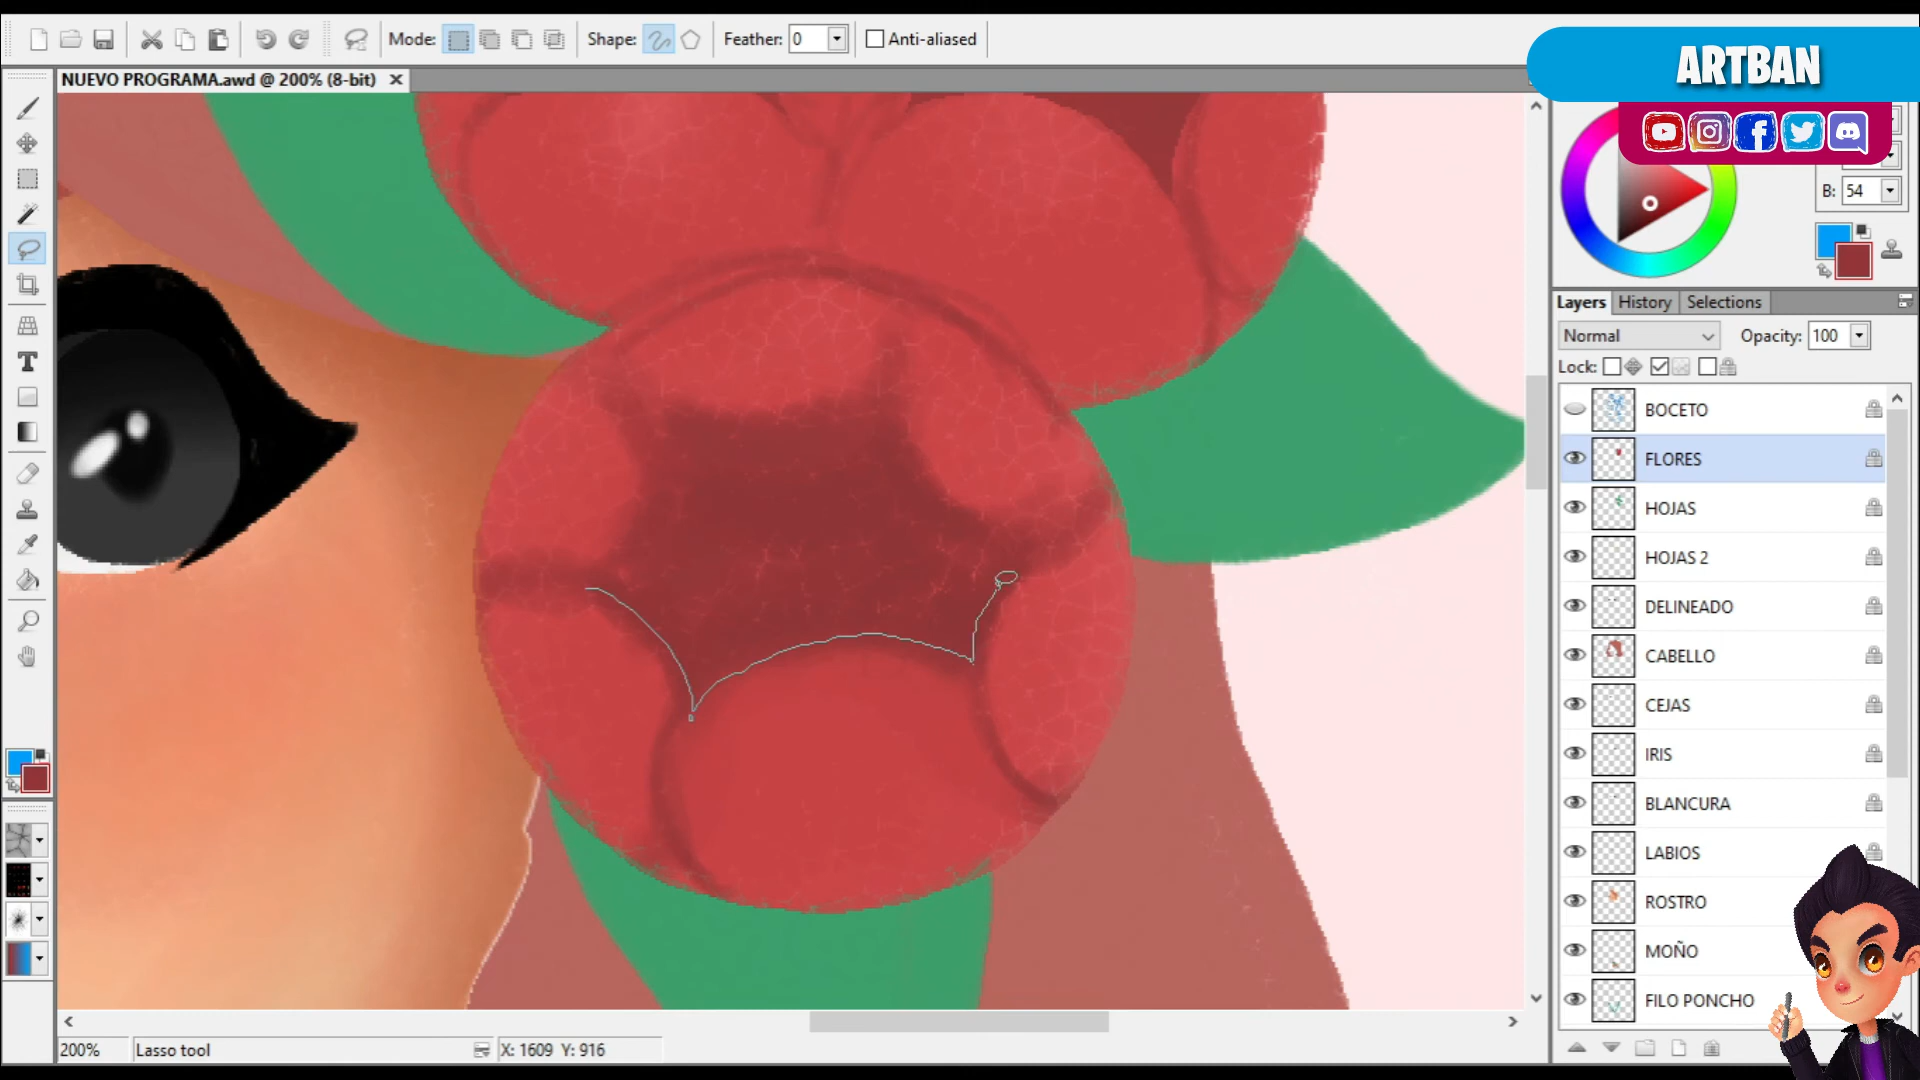 Mode:
Shape:
Feather: 0
Anti-aliased
ARTBAN
NUEVO PROGRAMA.awd @ 200% (8-bit)
B: 54
Layers
History
Selections
Normal
Opacity: 100
Lock:
BOCETO
FLORES
HOJAS
HOJAS 2
DELINEADO
CABELLO
CEJAS
IRIS
BLANCURA
LABIOS
ROSTRO
MOÑO
FILO PONCHO
200%
Lasso tool
X: 1609 Y: 916